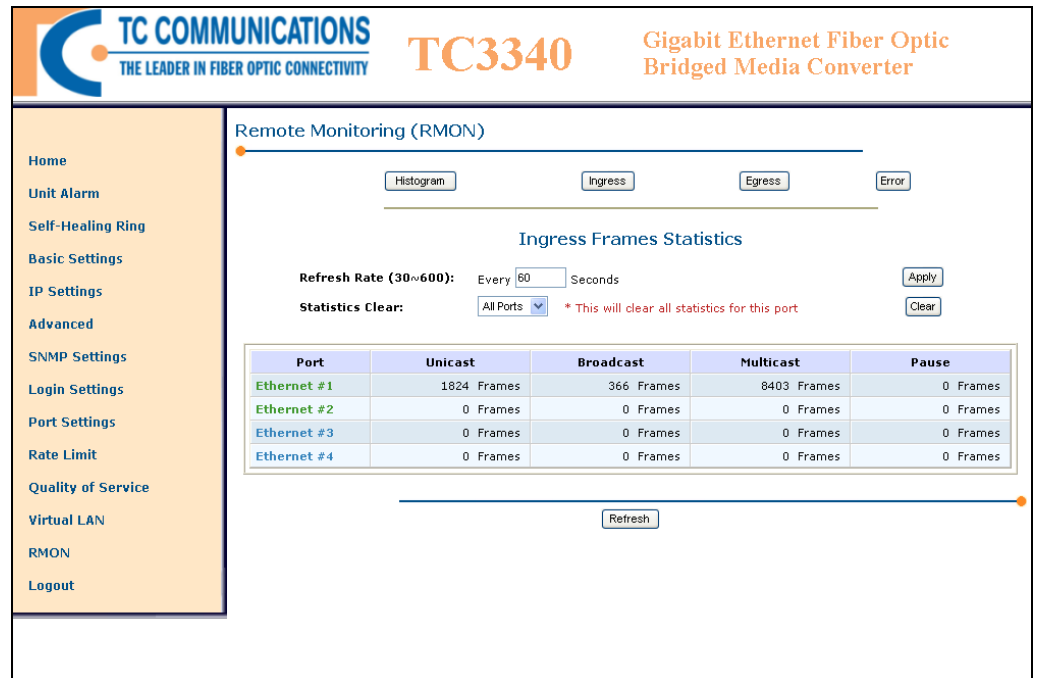 TC COMMUNICATIONS
THE LEADER IN FIBER OPTIC CONNECTIVITY
TC3340
Gigabit Ethernet Fiber Optic
Bridged Media Converter
Home
Unit Alarm
Self-Healing Ring
Basic Settings
IP Settings
Advanced
SNMP Settings
Login Settings
Port Settings
Rate Limit
Quality of Service
Virtual LAN
RMON
Logout
Remote Monitoring (RMON)
Histogram Ingress Egress Error
Ingress Frames Statistics
Refresh Rate (30~600): Every 60 Seconds Apply
Statistics Clear: All Ports * This will clear all statistics for this port Clear
Port Unicast Broadcast Multicast Pause
Ethernet #1 1824 Frames 366 Frames 8403 Frames 0 Frames
Ethernet #2 0 Frames 0 Frames 0 Frames 0 Frames
Ethernet #3 0 Frames 0 Frames 0 Frames 0 Frames
Ethernet #4 0 Frames 0 Frames 0 Frames 0 Frames
Refresh